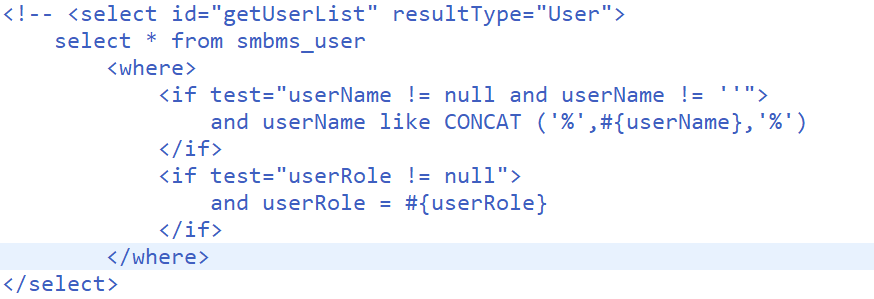 <!-- <select id="getUserList" resultType="User">
    select * from smbms_user
        <where>
            <if test="userName != null and userName != ''">
                and userName like CONCAT ('%',#{userName},'%')
            </if>
            <if test="userRole != null">
                and userRole = #{userRole}
            </if>
        </where>
</select>